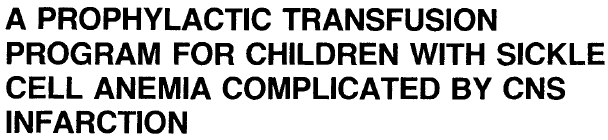 A PROPHYLACTIC TRANSFUSION
PROGRAM FOR CHILDREN WITH SICKLE
CELL ANEMIA COMPLICATED BY CNS
INFARCTION